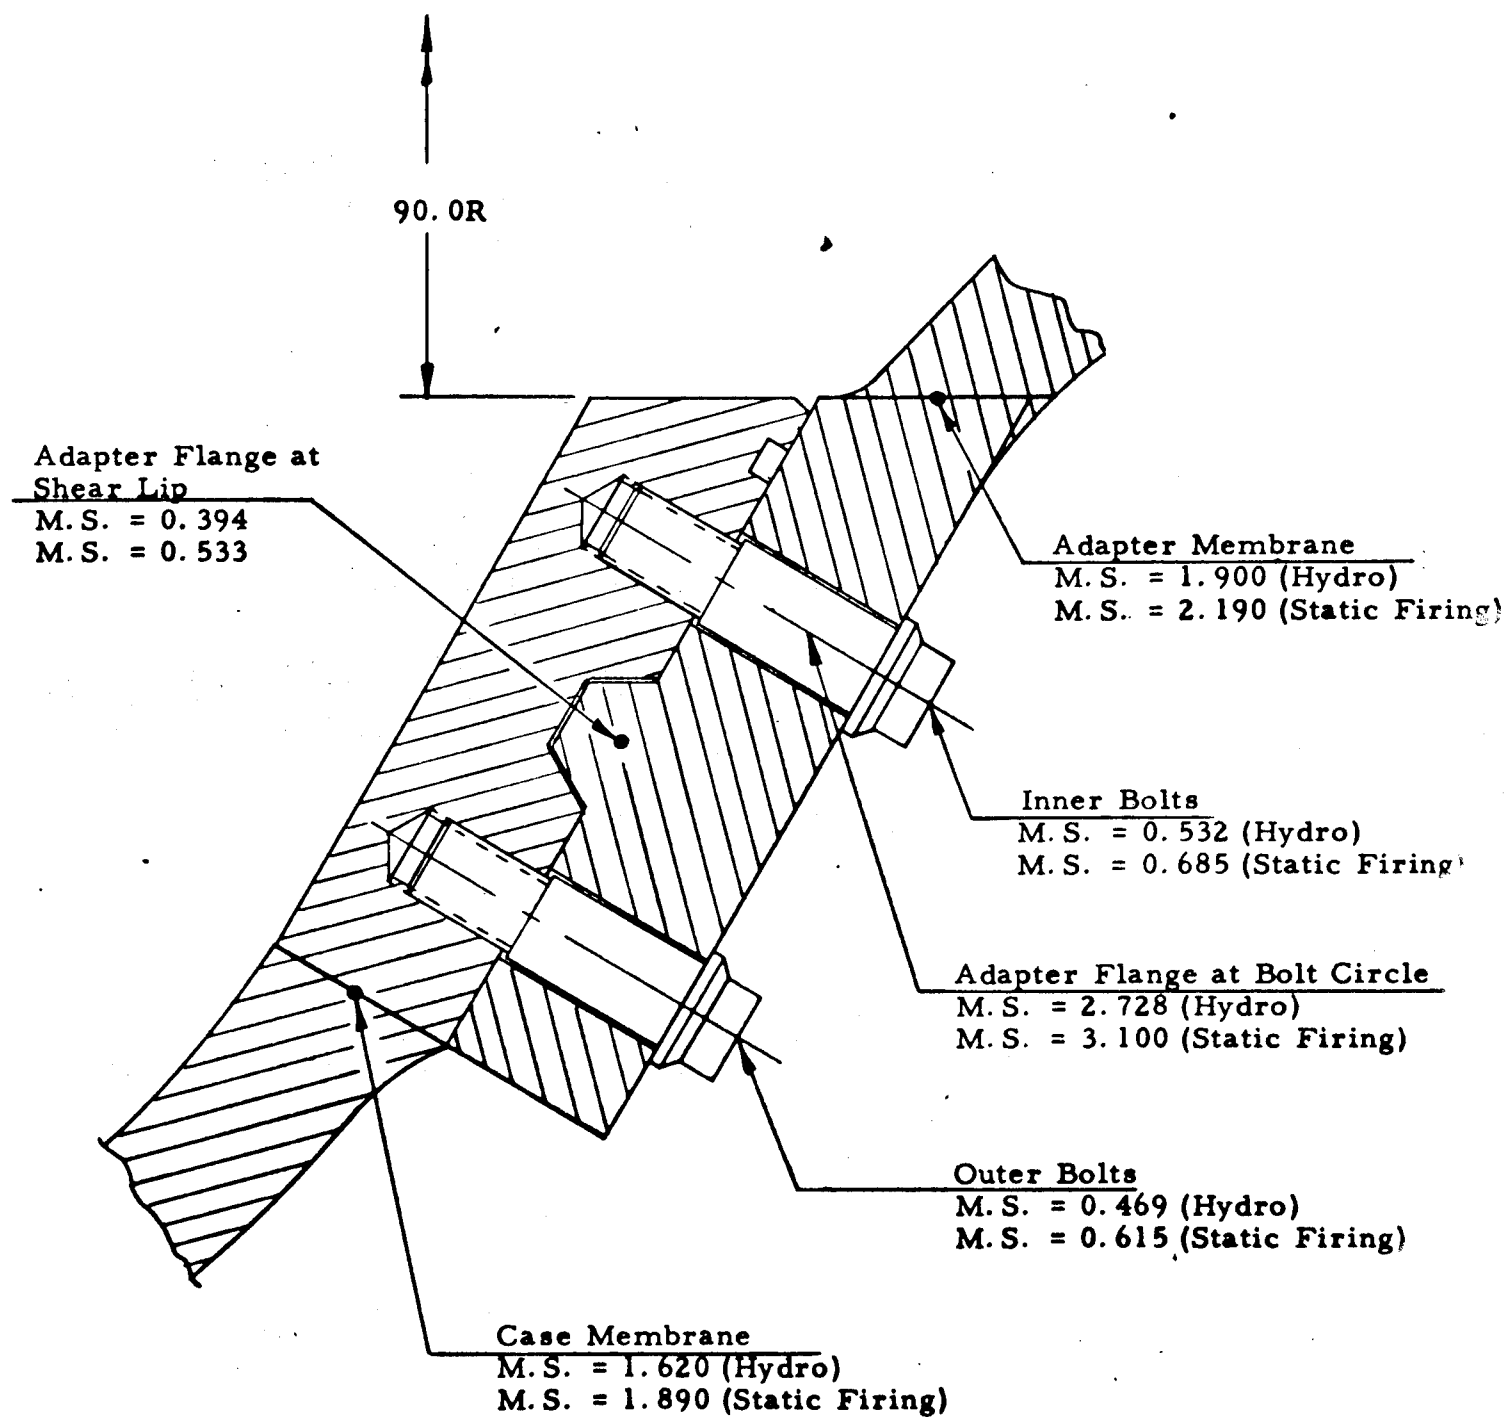 90.0R
Adapter Flange at
Shear Lip
M.S. = 0.394
M.S. = 0.533
Adapter Membrane
M.S. = 1.900 (Hydro)
M.S. = 2.190 (Static Firing)
Inner Bolts
M.S. = 0.532 (Hydro)
M.S. = 0.685 (Static Firing
Adapter Flange at Bolt Circle
M.S. = 2.728 (Hydro)
M.S. = 3.100 (Static Firing)
Outer Bolts
M.S. = 0.469 (Hydro)
M.S. = 0.615 (Static Firing)
Case Membrane
M.S. = 1.620 (Hydro)
M.S. = 1.890 (Static Firing)